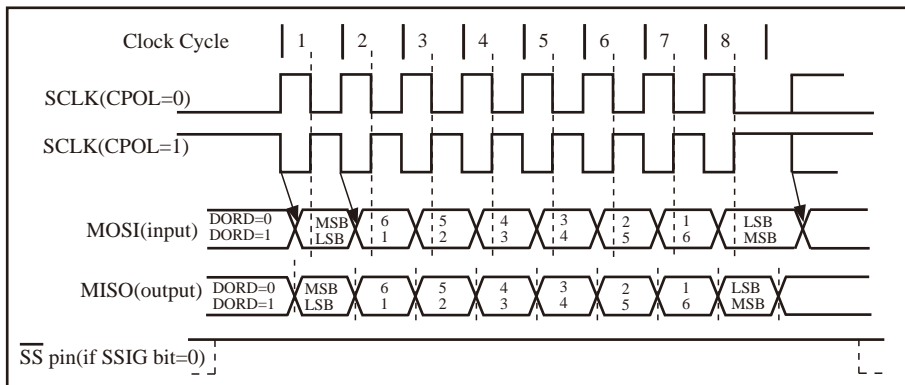 Clock Cycle 1 2 3 4 5 6 7 8
SCLK(CPOL=0)
SCLK(CPOL=1)
MOSI(input) DORD=0 MSB 6 5 4 3 2 1 LSB
DORD=1 LSB 1 2 3 4 5 6 MSB
MISO(output) DORD=0 MSB 6 5 4 3 2 1 LSB
DORD=1 LSB 1 2 3 4 5 6 MSB
SS pin(if SSIG bit=0)